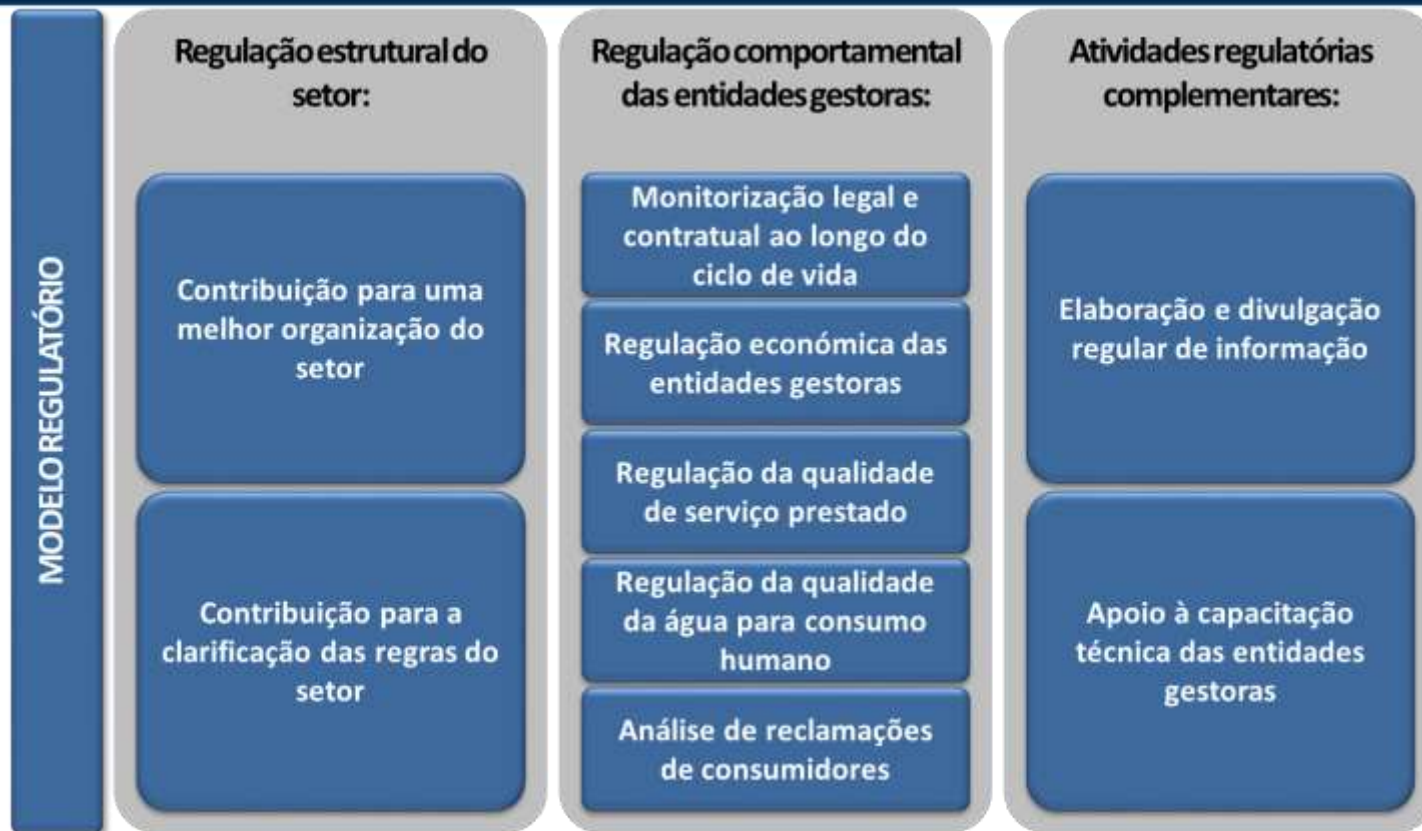 MODELO REGULATÓRIO
Regulação estrutural do
setor:
Contribuição para uma
melhor organização do
setor
Contribuição para a
clarificação das regras do
setor
Regulação comportamental
das entidades gestoras:
Monitorização legal e
contratual ao longo do
ciclo de vida
Regulação económica das
entidades gestoras
Regulação da qualidade
de serviço prestado
Regulação da qualidade
da água para consumo
humano
Análise de reclamações
de consumidores
Atividades regulatórias
complementares:
Elaboração e divulgação
regular de informação
Apoio à capacitação
técnica das entidades
gestoras